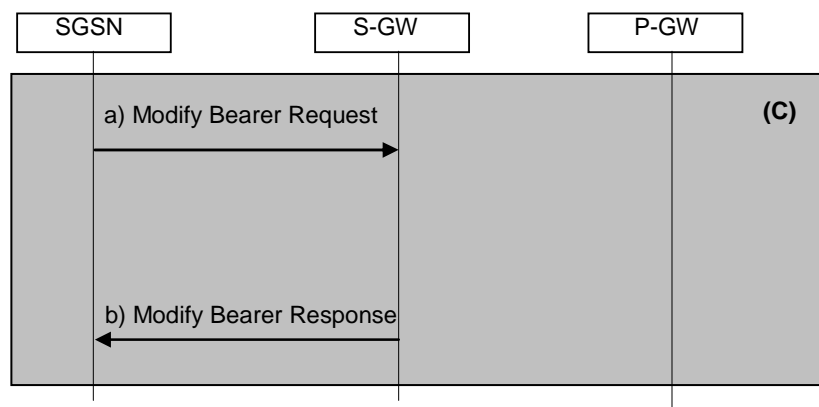 SGSN
S-GW
P-GW
(C)
a) Modify Bearer Request
b) Modify Bearer Response